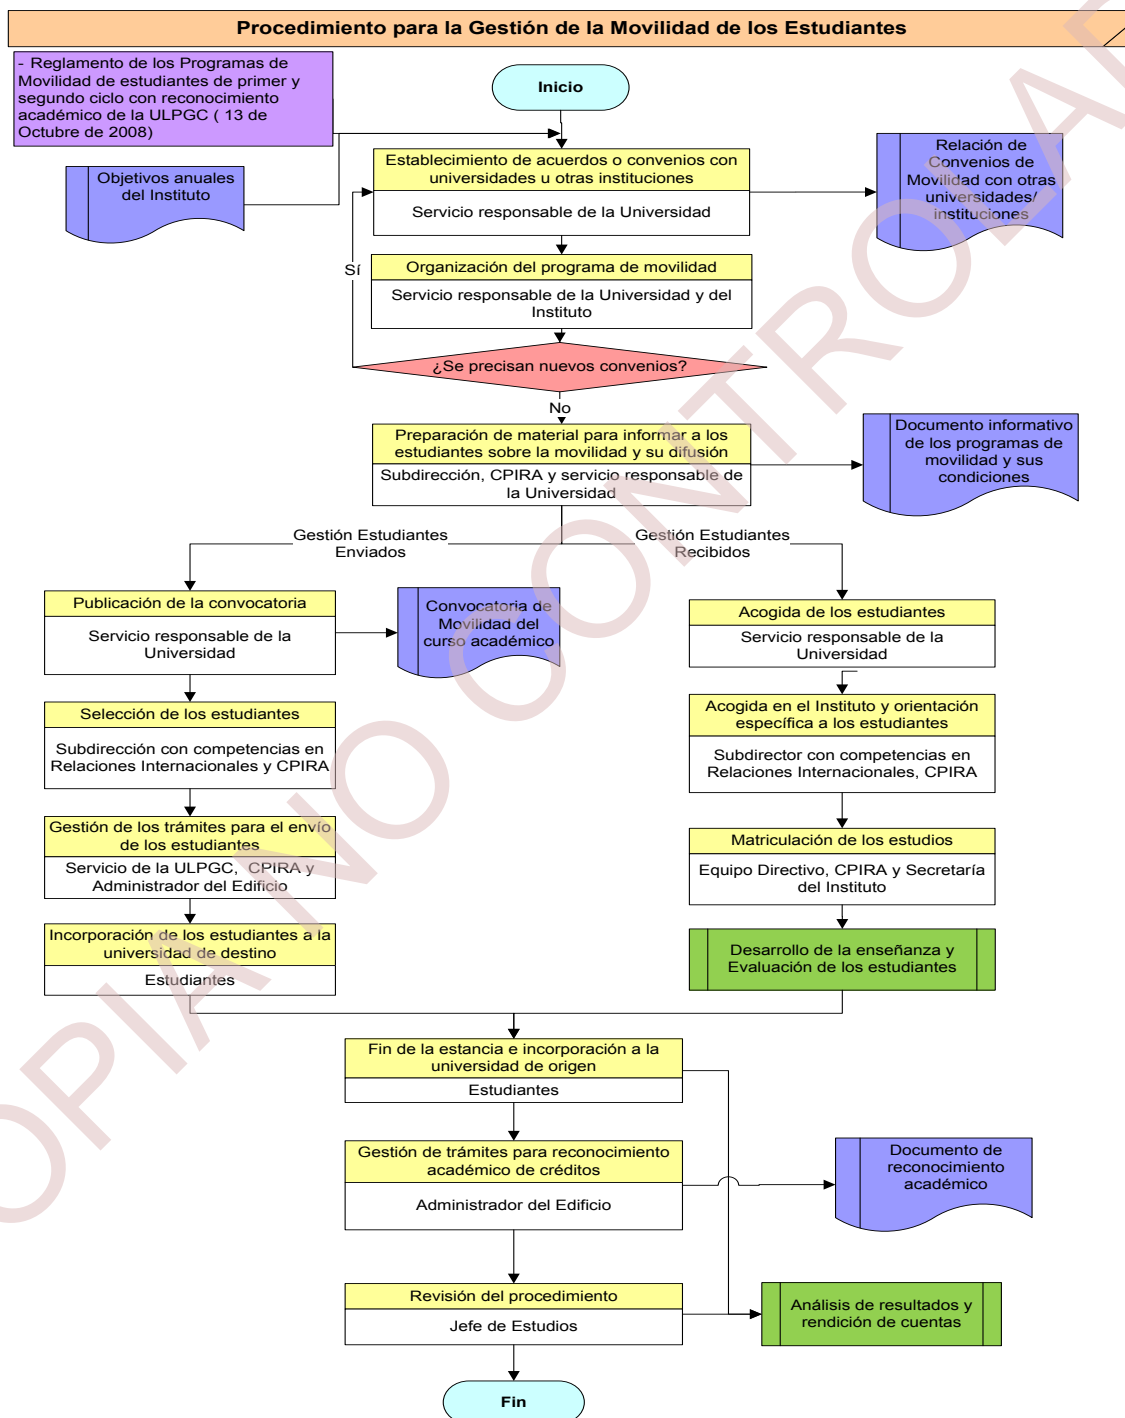 Procedimiento para la Gestión de la Movilidad de los Estudiantes
- Reglamento de los Programas de
Movilidad de estudiantes de primer y
segundo ciclo con reconocimiento
académico de la ULPGC ( 13 de
Octubre de 2008)
Inicio
Objetivos anuales
del Instituto
Establecimiento de acuerdos o convenios con
universidades u otras instituciones
Servicio responsable de la Universidad
Relación de
Convenios de
Movilidad con otras
universidades/
instituciones
Sí
Organización del programa de movilidad
Servicio responsable de la Universidad y del
Instituto
¿Se precisan nuevos convenios?
No
Preparación de material para informar a los
estudiantes sobre la movilidad y su difusión
Subdirección, CPIRA y servicio responsable de
la Universidad
Documento informativo
de los programas de
movilidad y sus
condiciones
Gestión Estudiantes
Enviados
Gestión Estudiantes
Recibidos
Publicación de la convocatoria
Servicio responsable de la
Universidad
Convocatoria de
Movilidad del
curso académico
Acogida de los estudiantes
Servicio responsable de la
Universidad
Selección de los estudiantes
Subdirección con competencias en
Relaciones Internacionales y CPIRA
Acogida en el Instituto y orientación
específica a los estudiantes
Subdirector con competencias en
Relaciones Internacionales, CPIRA
Gestión de los trámites para el envío
de los estudiantes
Servicio de la ULPGC, CPIRA y
Administrador del Edificio
Matriculación de los estudios
Equipo Directivo, CPIRA y Secretaría
del Instituto
Incorporación de los estudiantes a la
universidad de destino
Estudiantes
Desarrollo de la enseñanza y
Evaluación de los estudiantes
Fin de la estancia e incorporación a la
universidad de origen
Estudiantes
Gestión de trámites para reconocimiento
académico de créditos
Administrador del Edificio
Documento de
reconocimiento
académico
Revisión del procedimiento
Jefe de Estudios
Análisis de resultados y
rendición de cuentas
Fin
OPIA NO CONTROLA